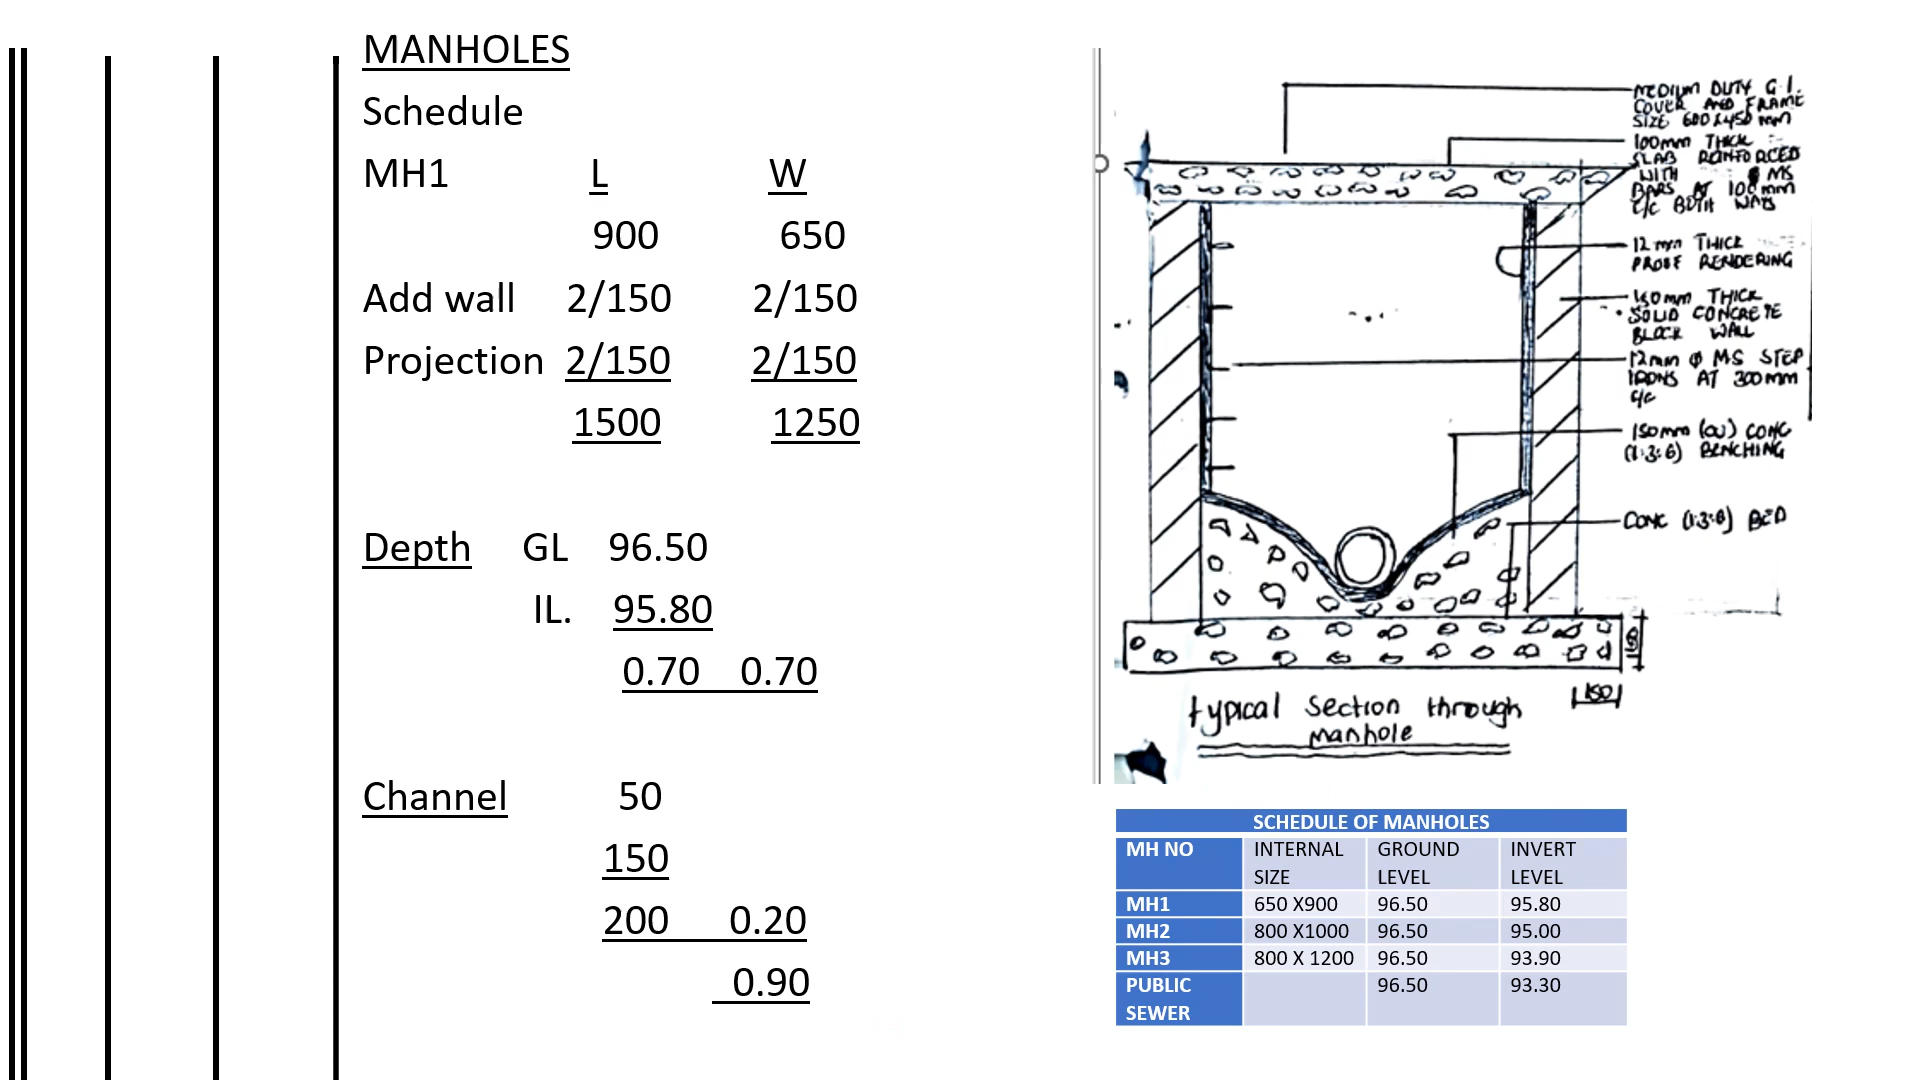 MANHOLES
Schedule
MH1 L W
900 650
Add wall 2/150 2/150
Projection 2/150 2/150
1500 1250
Depth GL 96.50
IL. 95.80
0.70 0.70
Channel 50
150
200 0.20
0.90
MEDIUM DUTY G.I.
COVER AND FRAME
SIZE 600X450 mm
100mm THICK
SLAB REINFORCED
WITH MS
BARS AT 100mm
c/c BOTH WAYS
12mm THICK
PROOF RENDERING
150mm THICK
SOLID CONCRETE
BLOCK WALL
12mm φ MS STEP
IRONS AT 300mm
c/c
150mm CONC
(1:3:6) BENCHING
CONC (1:3:6) BED
150
150
typical Section through
manhole
SCHEDULE OF MANHOLES
MH NO INTERNAL SIZE GROUND LEVEL INVERT LEVEL
MH1 650 X900 96.50 95.80
MH2 800 X1000 96.50 95.00
MH3 800 X 1200 96.50 93.90
PUBLIC SEWER 96.50 93.30